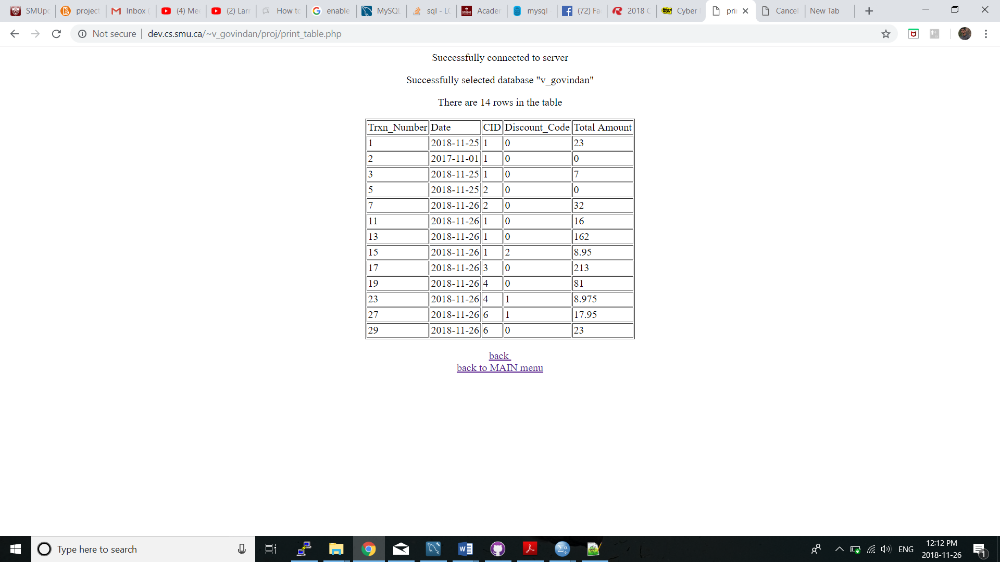 SMUpo project Inbox ( (4) Me (2) Larr How to enable MySQL sql - LO Acader mysql - (72) Fa 2018 C Cyber pri Cancel New Tab
Not secure | dev.cs.smu.ca/~v_govindan/proj/print_table.php
Successfully connected to server
Successfully selected database "v_govindan"
There are 14 rows in the table
Trxn_Number Date CID Discount_Code Total Amount
1 2018-11-25 1 0 23
2 2017-11-01 1 0 0
3 2018-11-25 1 0 7
5 2018-11-25 2 0 0
7 2018-11-26 2 0 32
11 2018-11-26 1 0 16
13 2018-11-26 1 0 162
15 2018-11-26 1 2 8.95
17 2018-11-26 3 0 213
19 2018-11-26 4 0 81
23 2018-11-26 4 1 8.975
27 2018-11-26 6 1 17.95
29 2018-11-26 6 0 23
back
back to MAIN menu
Type here to search
ENG
12:12 PM
2018-11-26
1